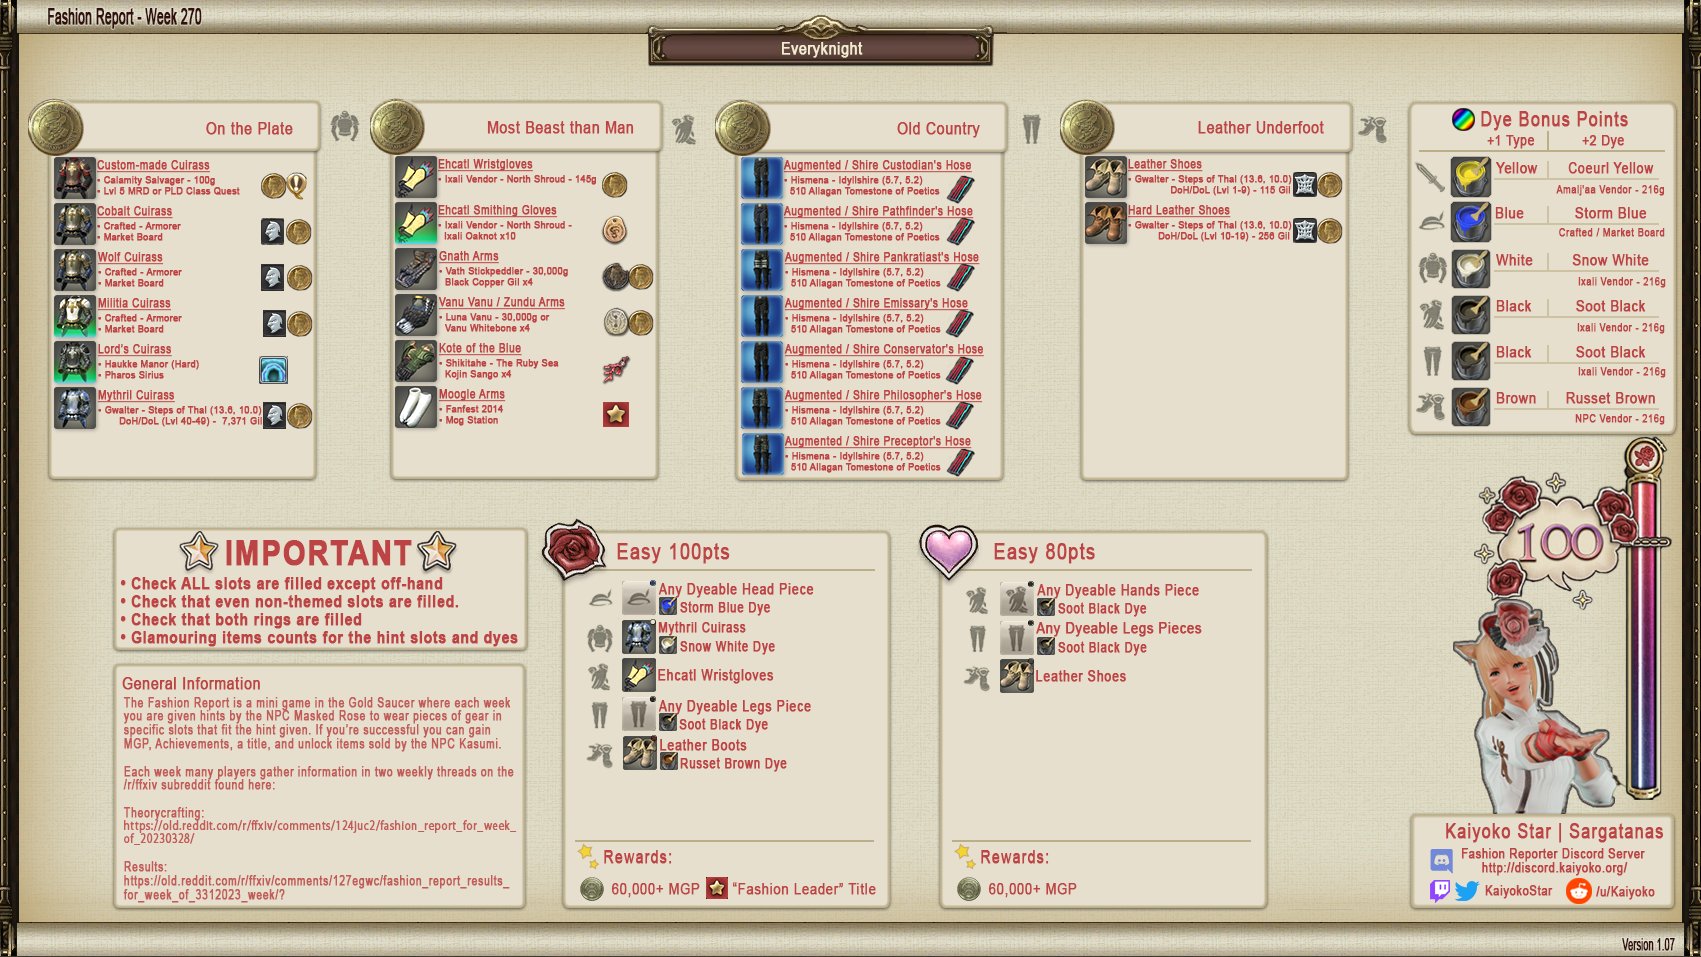 Fashion Report - Week 270
Everyknight
On the Plate
Custom-made Cuirass
• Calamity Salvager - 100g
• Lvl 5 MRD or PLD Class Quest
Cobalt Cuirass
• Crafted - Armorer
• Market Board
Wolf Cuirass
• Crafted - Armorer
• Market Board
Militia Cuirass
• Crafted - Armorer
• Market Board
Lord's Cuirass
• Haukke Manor (Hard)
• Pharos Sirius
Mythril Cuirass
• Gwalter - Steps of Thal (13.6, 10.0)
DoH/DoL (Lvl 40-49) - 7,371 Gil
Most Beast than Man
Ehcatl Wristgloves
• Ixali Vendor - North Shroud - 145g
Ehcatl Smithing Gloves
• Ixali Vendor - North Shroud -
Ixali Oaknot x10
Gnath Arms
• Vath Stickpeddler - 30,000g
Black Copper Gil x4
Vanu Vanu / Zundu Arms
• Luna Vanu - 30,000g or
Vanu Whitebone x4
Kote of the Blue
• Shikitahe - The Ruby Sea
Kojin Sango x4
Moogle Arms
• Fanfest 2014
• Mog Station
Old Country
Augmented / Shire Custodian's Hose
• Hismena - Idyllshire (5.7, 5.2)
510 Allagan Tomestone of Poetics
Augmented / Shire Pathfinder's Hose
• Hismena - Idyllshire (5.7, 5.2)
510 Allagan Tomestone of Poetics
Augmented / Shire Pankratiast's Hose
• Hismena - Idyllshire (5.7, 5.2)
510 Allagan Tomestone of Poetics
Augmented / Shire Emissary's Hose
• Hismena - Idyllshire (5.7, 5.2)
510 Allagan Tomestone of Poetics
Augmented / Shire Conservator's Hose
• Hismena - Idyllshire (5.7, 5.2)
510 Allagan Tomestone of Poetics
Augmented / Shire Philosopher's Hose
• Hismena - Idyllshire (5.7, 5.2)
510 Allagan Tomestone of Poetics
Augmented / Shire Preceptor's Hose
• Hismena - Idyllshire (5.7, 5.2)
510 Allagan Tomestone of Poetics
Leather Underfoot
Leather Shoes
• Gwalter - Steps of Thal (13.6, 10.0)
DoH/DoL (Lvl 1-9) - 115 Gil
Hard Leather Shoes
• Gwalter - Steps of Thal (13.6, 10.0)
DoH/DoL (Lvl 10-19) - 256 Gil
Dye Bonus Points
+1 Type +2 Dye
Yellow Coeurl Yellow
Amalj'aa Vendor - 216g
Blue Storm Blue
Crafted / Market Board
White Snow White
Ixali Vendor - 216g
Black Soot Black
Ixali Vendor - 216g
Black Soot Black
Ixali Vendor - 216g
Brown Russet Brown
NPC Vendor - 216g
IMPORTANT
• Check ALL slots are filled except off-hand
• Check that even non-themed slots are filled.
• Check that both rings are filled
• Glamouring items counts for the hint slots and dyes
General Information
The Fashion Report is a mini game in the Gold Saucer where each week
you are given hints by the NPC Masked Rose to wear pieces of gear in
specific slots that fit the hint given. If you're successful you can gain
MGP, Achievements, a title, and unlock items sold by the NPC Kasumi.
Each week many players gather information in two weekly threads on the
/r/ffxiv subreddit found here:
Theorycrafting:
https://old.reddit.com/r/ffxiv/comments/124juc2/fashion_report_for_week_
of_20230328/
Results:
https://old.reddit.com/r/ffxiv/comments/127egwc/fashion_report_results_
for_week_of_3312023_week/?
Easy 100pts
Any Dyeable Head Piece
Storm Blue Dye
Mythril Cuirass
Snow White Dye
Ehcatl Wristgloves
Any Dyeable Legs Piece
Soot Black Dye
Leather Boots
Russet Brown Dye
Rewards:
60,000+ MGP "Fashion Leader" Title
Easy 80pts
Any Dyeable Hands Piece
Soot Black Dye
Any Dyeable Legs Pieces
Soot Black Dye
Leather Shoes
Rewards:
60,000+ MGP
100
Kaiyoko Star | Sargatanas
Fashion Reporter Discord Server
http://discord.kaiyoko.org/
KaiyokoStar /u/Kaiyoko
Version 1.07